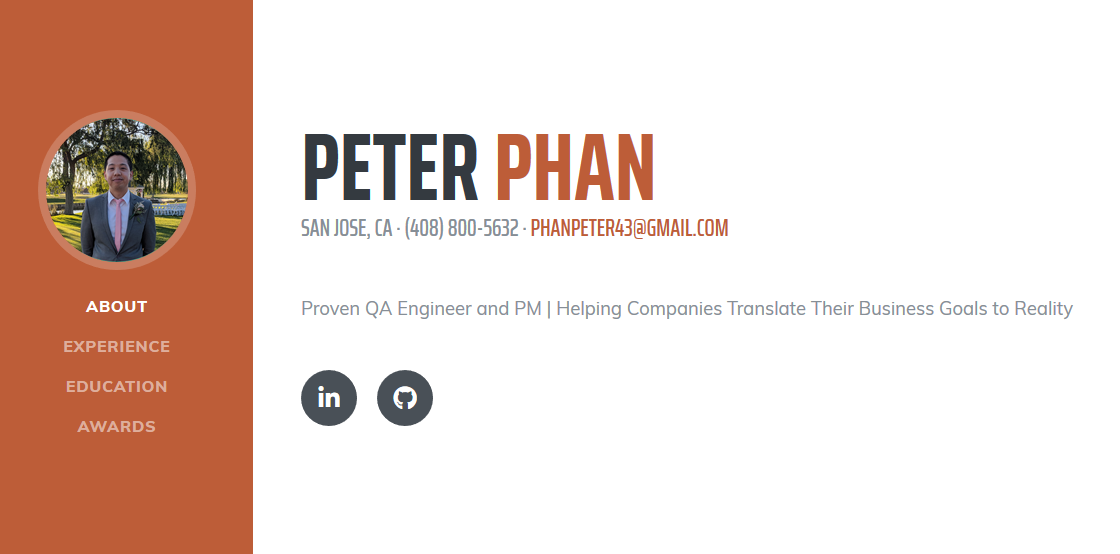 ABOUT
EXPERIENCE
EDUCATION
AWARDS
PETER PHAN
SAN JOSE, CA · (408) 800-5632 · PHANPETER43@GMAIL.COM
Proven QA Engineer and PM | Helping Companies Translate Their Business Goals to Reality
in